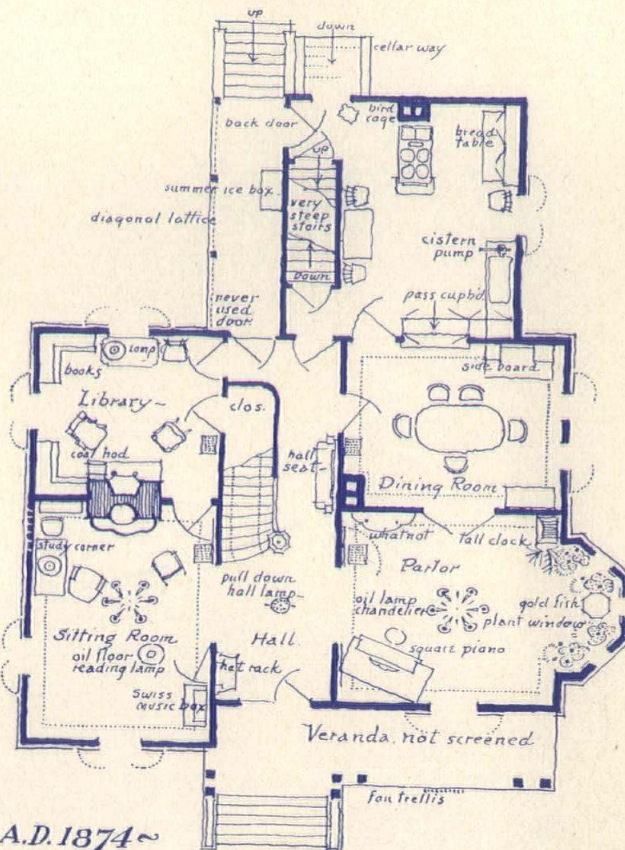 up
down
cellar way
back door
bird
cage
bread
table
up
summer ice box
very
steep
stairs
diagonal lattice
cistern
pump
Down
never
used
door
pass cupb'd
lamp
books
side board
Library~
clos.
coal hod
hall
seat
Dining Room
study corner
whatnot
tall clock
Parlor
pull down
hall lamp
oil lamp
chandelier
gold fish
plant window
Sitting Room
Hall
oil floor
reading lamp
square piano
hat rack
Swiss
music box
Veranda. not screened
fan trellis
A.D. 1874~